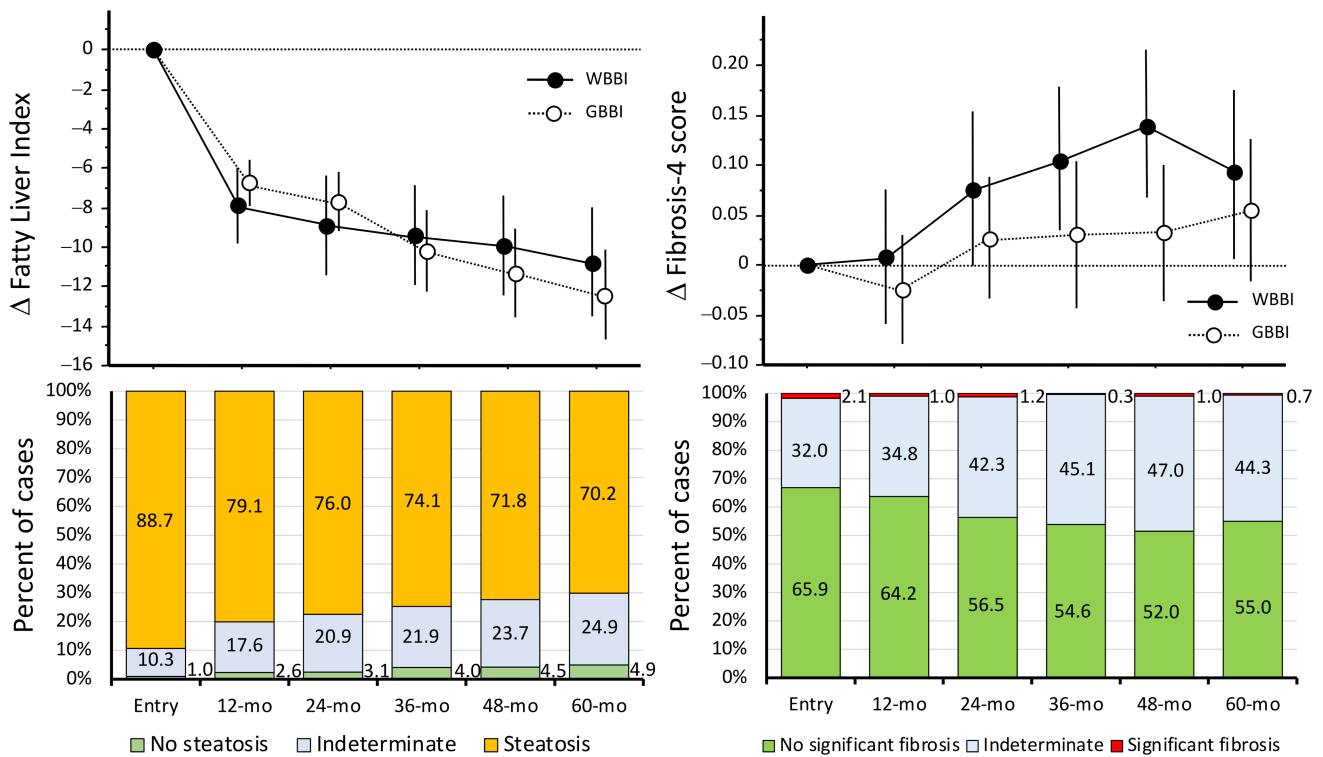 Δ Fatty Liver Index
0
−2
−4
−6
−8
−10
−12
−14
−16
WBBI
GBBI
Δ Fibrosis-4 score
0.20
0.15
0.10
0.05
0
−0.05
−0.10
WBBI
GBBI
Percent of cases
100%
90%
80%
70%
60%
50%
40%
30%
20%
10%
0%
88.7 79.1 76.0 74.1 71.8 70.2
10.3 17.6 20.9 21.9 23.7 24.9
1.0 2.6 3.1 4.0 4.5 4.9
Entry 12-mo 24-mo 36-mo 48-mo 60-mo
No steatosis Indeterminate Steatosis
Percent of cases
100%
90%
80%
70%
60%
50%
40%
30%
20%
10%
0%
2.1 1.0 1.2 0.3 1.0 0.7
32.0 34.8 42.3 45.1 47.0 44.3
65.9 64.2 56.5 54.6 52.0 55.0
Entry 12-mo 24-mo 36-mo 48-mo 60-mo
No significant fibrosis Indeterminate Significant fibrosis